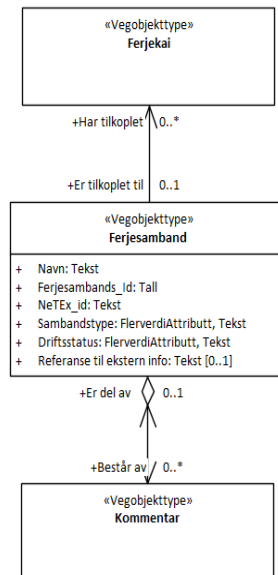 «Vegobjekttype»
Ferjekai
+Har tilkoplet 0..*
+Er tilkoplet til 0..1
«Vegobjekttype»
Ferjesamband
+ Navn: Tekst
+ Ferjesambands_Id: Tall
+ NeTEx_id: Tekst
+ Sambandstype: FlerverdiAttributt, Tekst
+ Driftsstatus: FlerverdiAttributt, Tekst
+ Referanse til ekstern info: Tekst [0..1]
+Er del av 0..1
+Består av 0..*
«Vegobjekttype»
Kommentar